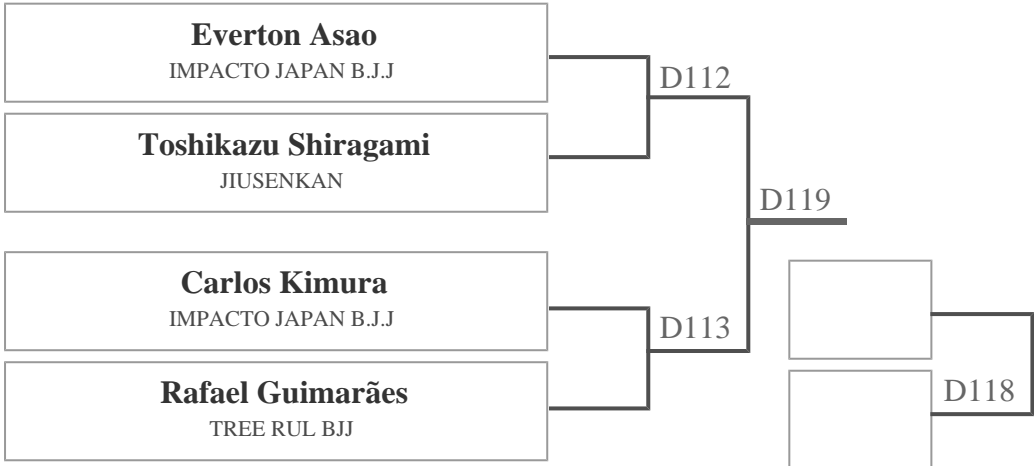 Everton Asao
IMPACTO JAPAN B.J.J
D112
Toshikazu Shiragami
JIUSENKAN
D119
Carlos Kimura
IMPACTO JAPAN B.J.J
D113
Rafael Guimarães
TREE RUL BJJ
D118